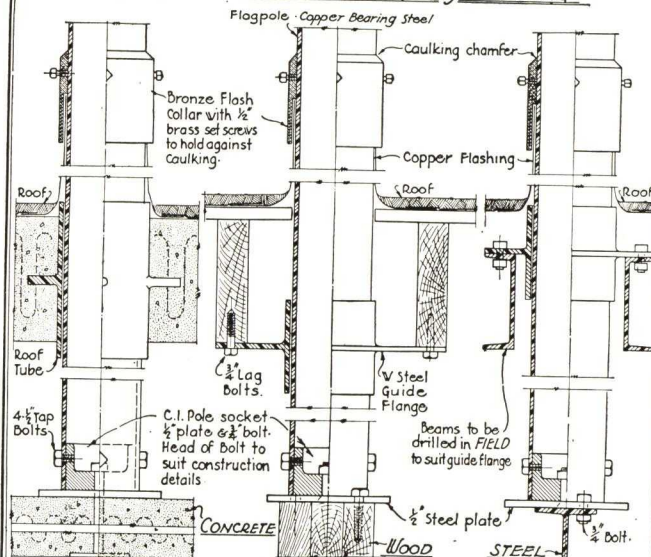 Flagpole · Copper Bearing Steel
Caulking chamfer
Bronze Flash
Collar with ½"
brass set screws
to hold against
Caulking.
Copper Flashing
Roof
Roof
Roof
Roof
Tube
¾" Lag
Bolts.
Steel
Guide
Flange
Beams to be
drilled in FIELD
to suit guide flange
4-½" Tap
Bolts
C.I. Pole socket
½" plate & ¾" bolt.
Head of Bolt to
suit construction
details
½" Steel plate
CONCRETE
WOOD
STEEL
¾" Bolt.